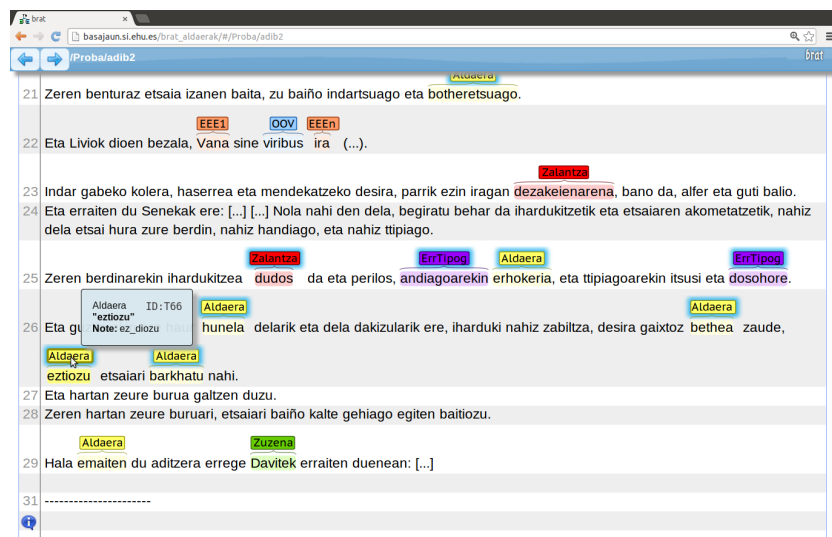 brat
basajaun.si.ehu.es/brat_aldaerak/#/Proba/adib2
/Proba/adib2
brat
Aldaera
21 Zeren benturaz etsaia izanen baita, zu baiño indartsuago eta botheretsuago.
EEE1 OOV EEEn
22 Eta Liviok dioen bezala, Vana sine viribus ira (...).
Zalantza
23 Indar gabeko kolera, haserrea eta mendekatzeko desira, parrik ezin iragan dezakeienarena, bano da, alfer eta guti balio.
24 Eta erraiten du Senekak ere: [...] [...] Nola nahi den dela, begiratu behar da ihardukitzetik eta etsaiaren akometatzetik, nahiz
dela etsai hura zure berdin, nahiz handiago, eta nahiz ttipiago.
Zalantza ErrTipog Aldaera ErrTipog
25 Zeren berdinarekin ihardukitzea dudos da eta perilos, andiagoarekin erhokeria, eta ttipiagoarekin itsusi eta dosohore.
Aldaera ID:T66
"eztiozu"
Note: ez_diozu
Aldaera Aldaera
26 Eta hunela delarik eta dela dakizularik ere, iharduki nahiz zabiltza, desira gaixtoz bethea zaude,
Aldaera Aldaera
eztiozu etsaiari barkhatu nahi.
27 Eta hartan zeure burua galtzen duzu.
28 Zeren hartan zeure buruari, etsaiari baiño kalte gehiago egiten baitiozu.
Aldaera Zuzena
29 Hala emaiten du aditzera errege Davitek erraiten duenean: [...]
31 ----------------------